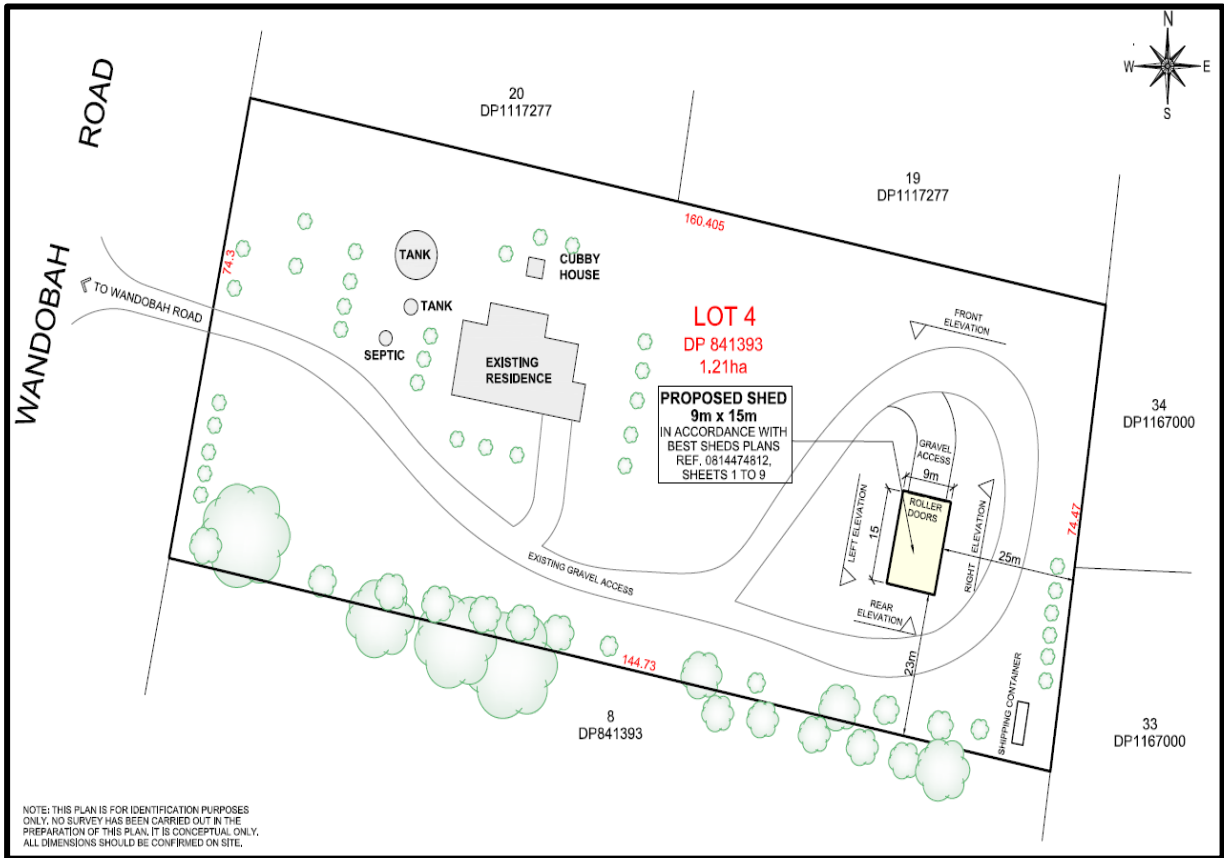 N
W
E
S
WANDOBAH ROAD
20
DP1117277
19
DP1117277
160.405
74.3
TANK
CUBBY
HOUSE
TANK
SEPTIC
EXISTING
RESIDENCE
TO WANDOBAH ROAD
LOT 4
DP 841393
1.21ha
FRONT
ELEVATION
PROPOSED SHED
9m x 15m
IN ACCORDANCE WITH
BEST SHEDS PLANS
REF. 0814474812,
SHEETS 1 TO 9
34
DP1167000
GRAVEL
ACCESS
9m
ROLLER
DOORS
LEFT ELEVATION
15
RIGHT ELEVATION
74.47
25m
EXISTING GRAVEL ACCESS
REAR
ELEVATION
23m
144.73
SHIPPING CONTAINER
8
DP841393
33
DP1167000
NOTE: THIS PLAN IS FOR IDENTIFICATION PURPOSES
ONLY. NO SURVEY HAS BEEN CARRIED OUT IN THE
PREPARATION OF THIS PLAN. IT IS CONCEPTUAL ONLY.
ALL DIMENSIONS SHOULD BE CONFIRMED ON SITE.